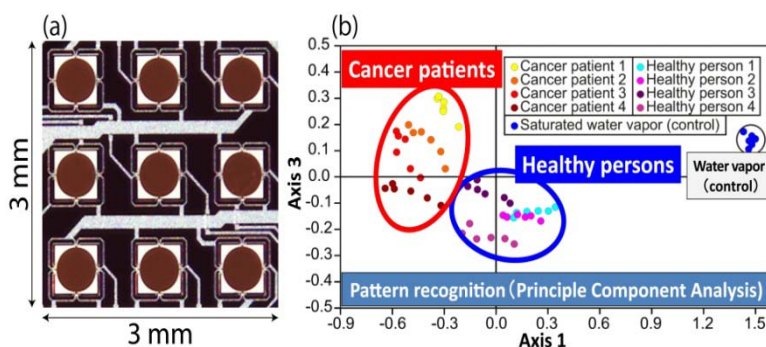 (a)
3 mm
3 mm
(b)
Cancer patients
Cancer patient 1
Cancer patient 2
Cancer patient 3
Cancer patient 4
Healthy person 1
Healthy person 2
Healthy person 3
Healthy person 4
Saturated water vapor (control)
Healthy persons
Water vapor
(control)
Pattern recognition (Principle Component Analysis)
Axis 3
0.5
0.4
0.3
0.2
0.1
0.0
-0.1
-0.2
-0.3
-0.4
-0.5
-0.9
-0.6
-0.3
0.0
0.3
0.6
0.9
1.2
1.5
Axis 1